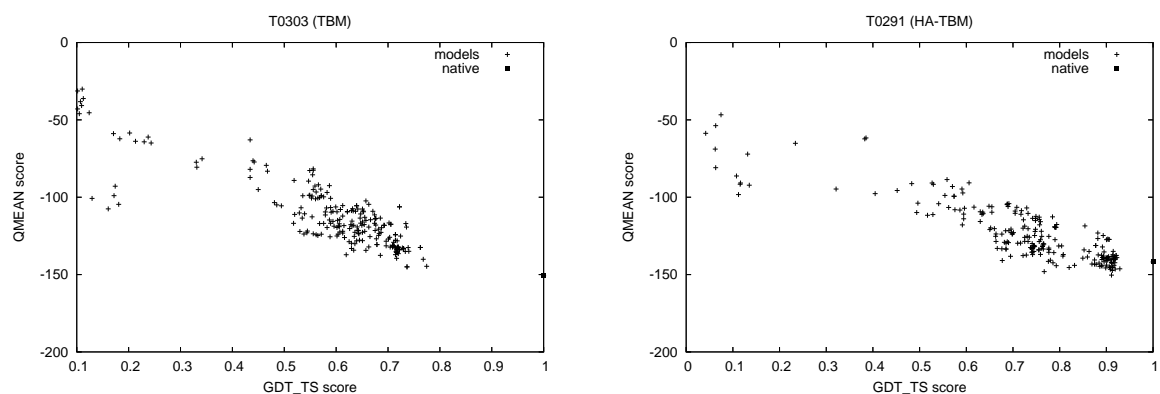 T0303 (TBM)
0
-50
-100
-150
-200
0.1 0.2 0.3 0.4 0.5 0.6 0.7 0.8 0.9 1
QMEAN score
GDT_TS score
models
native
T0291 (HA-TBM)
0
-50
-100
-150
-200
0 0.1 0.2 0.3 0.4 0.5 0.6 0.7 0.8 0.9 1
QMEAN score
GDT_TS score
models
native